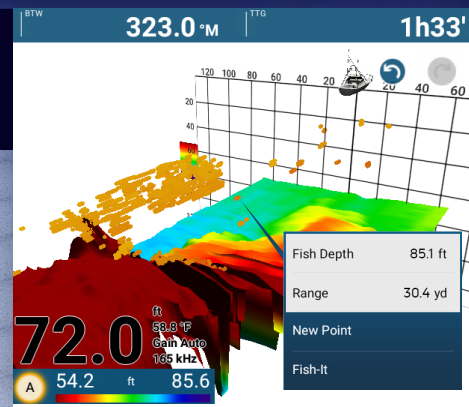 BTW
323.0 °M
TTG
1h33'
120 100 80 60 40 20 20 40 60
20
40
60
Fish Depth 85.1 ft
Range 30.4 yd
New Point
Fish-It
72.0 ft
58.8 °F
Gain Auto
165 kHz
A 54.2 ft 85.6